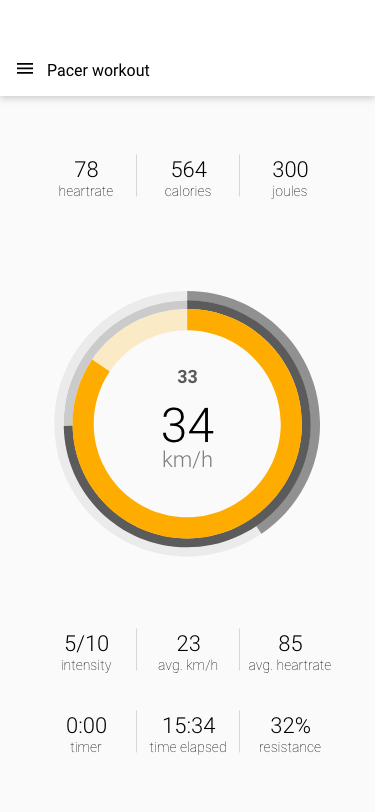 Pacer workout
78 564 300
heartrate calories joules
33
34
km/h
5/10 23 85
intensity avg. km/h avg. heartrate
0:00 15:34 32%
timer time elapsed resistance